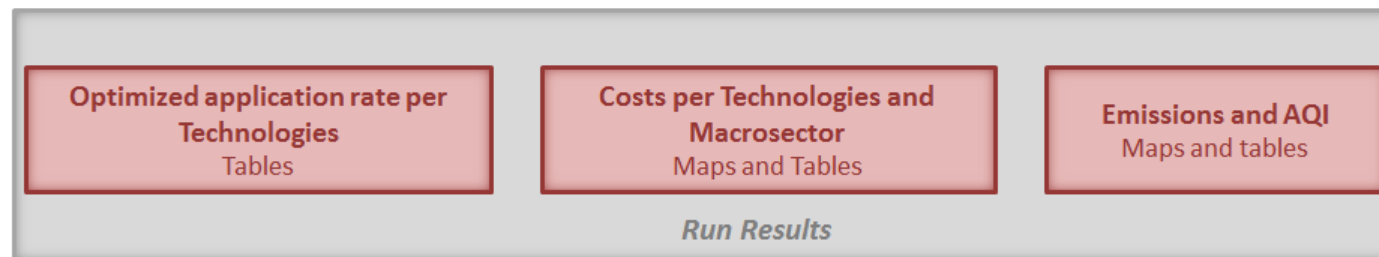 Optimized application rate per
Technologies
Tables
Costs per Technologies and
Macrosector
Maps and Tables
Emissions and AQI
Maps and tables
Run Results